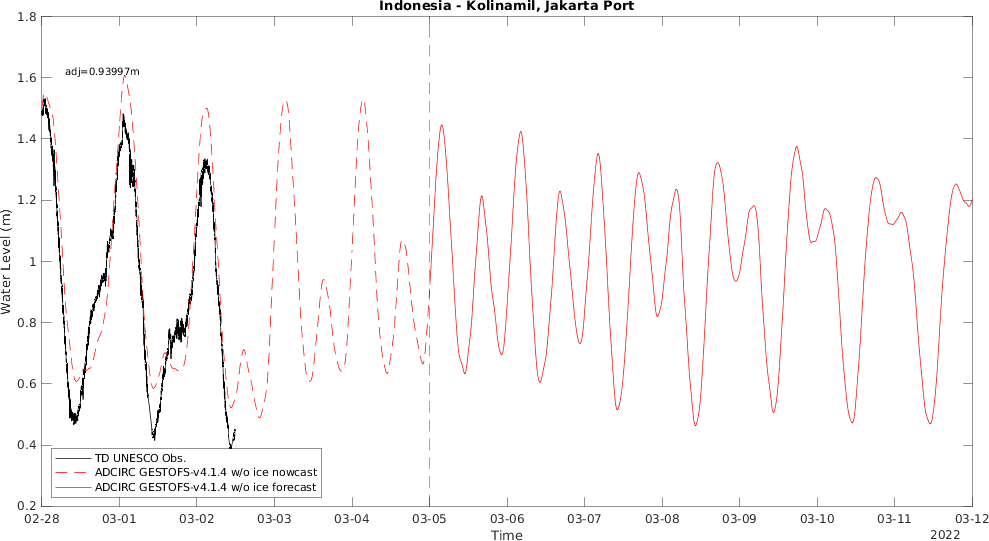 Indonesia - Kolinamil, Jakarta Port
adj=0.93997m
Water Level (m)
1.8
1.6
1.4
1.2
1
0.8
0.6
0.4
0.2
TD UNESCO Obs.
ADCIRC GESTOFS-v4.1.4 w/o ice nowcast
ADCIRC GESTOFS-v4.1.4 w/o ice forecast
02-28 03-01 03-02 03-03 03-04 03-05 03-06 03-07 03-08 03-09 03-10 03-11 03-12
Time
2022